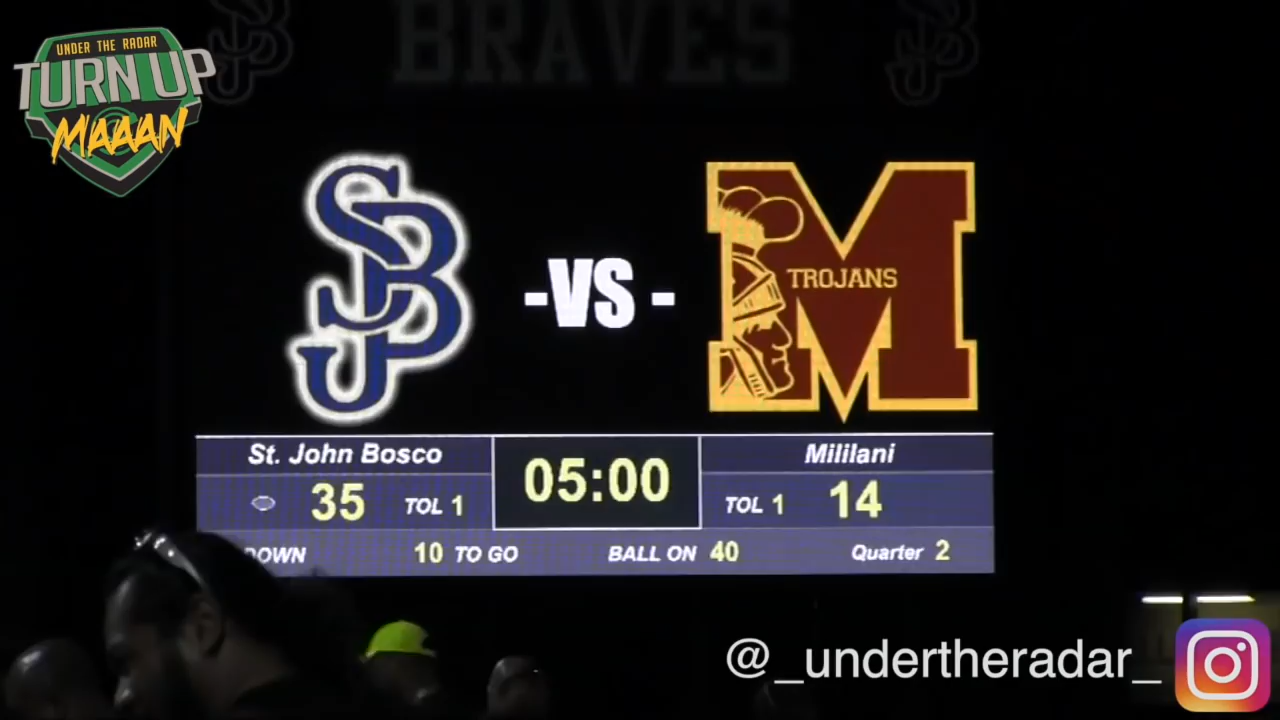 UNDER THE RADAR
TURN UP
MAAAN
BRAVES
SJB
-VS-
M
TROJANS
St. John Bosco
05:00
Mililani
35 TOL 1
TOL 1 14
DOWN 10 TO GO BALL ON 40 Quarter 2
@_undertheradar_